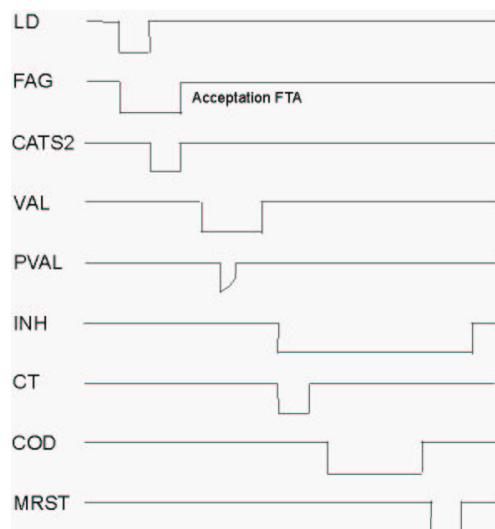 LD
FAG
Acceptation FTA
CATS2
VAL
PVAL
INH
CT
COD
MRST